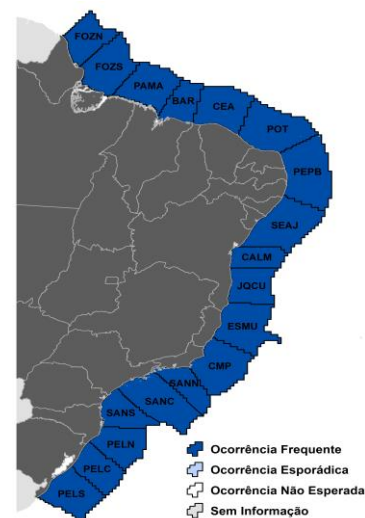 FOZN
FOZS
PAMA
BAR
CEA
POT
PEPB
SEAJ
CALM
JQCU
ESMU
CMP
SANN
SANC
SANS
PELN
PELC
PELS
Ocorrência Frequente
Ocorrência Esporádica
Ocorrência Não Esperada
Sem Informação